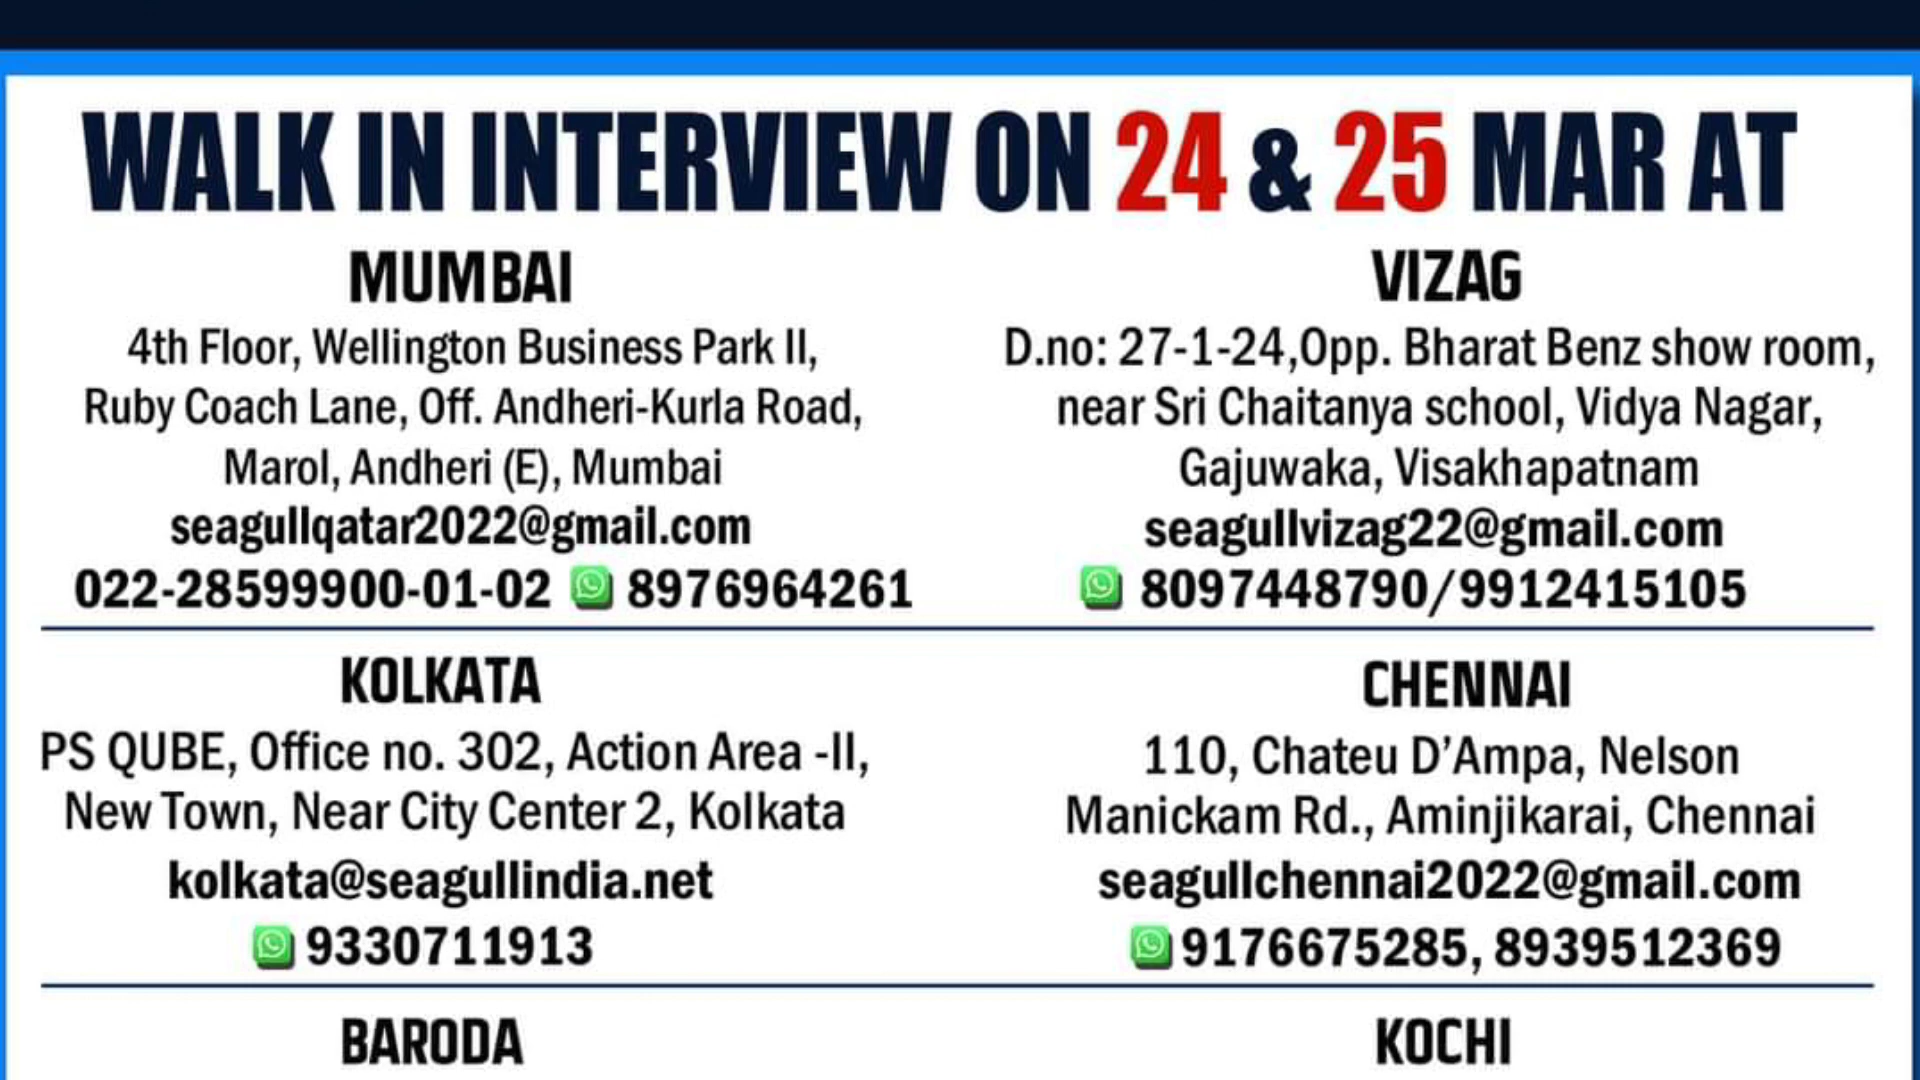 WALK IN INTERVIEW ON 24 & 25 MAR AT
MUMBAI
4th Floor, Wellington Business Park II,
Ruby Coach Lane, Off. Andheri-Kurla Road,
Marol, Andheri (E), Mumbai
seagullqatar2022@gmail.com
022-28599900-01-02 8976964261
VIZAG
D.no: 27-1-24,Opp. Bharat Benz show room,
near Sri Chaitanya school, Vidya Nagar,
Gajuwaka, Visakhapatnam
seagullvizag22@gmail.com
8097448790/9912415105
KOLKATA
PS QUBE, Office no. 302, Action Area -II,
New Town, Near City Center 2, Kolkata
kolkata@seagullindia.net
9330711913
CHENNAI
110, Chateu D’Ampa, Nelson
Manickam Rd., Aminjikarai, Chennai
seagullchennai2022@gmail.com
9176675285, 8939512369
BARODA
KOCHI